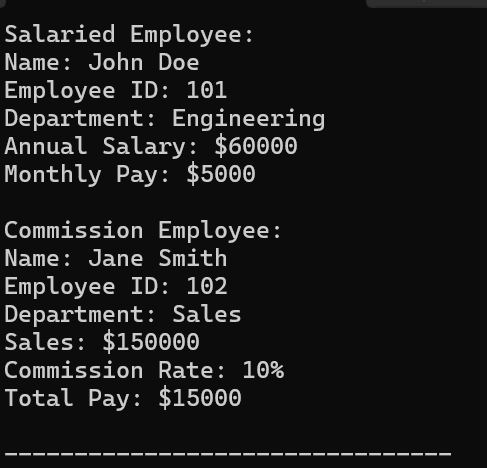 Salaried Employee:
Name: John Doe
Employee ID: 101
Department: Engineering
Annual Salary: $60000
Monthly Pay: $5000

Commission Employee:
Name: Jane Smith
Employee ID: 102
Department: Sales
Sales: $150000
Commission Rate: 10%
Total Pay: $15000

--------------------------------